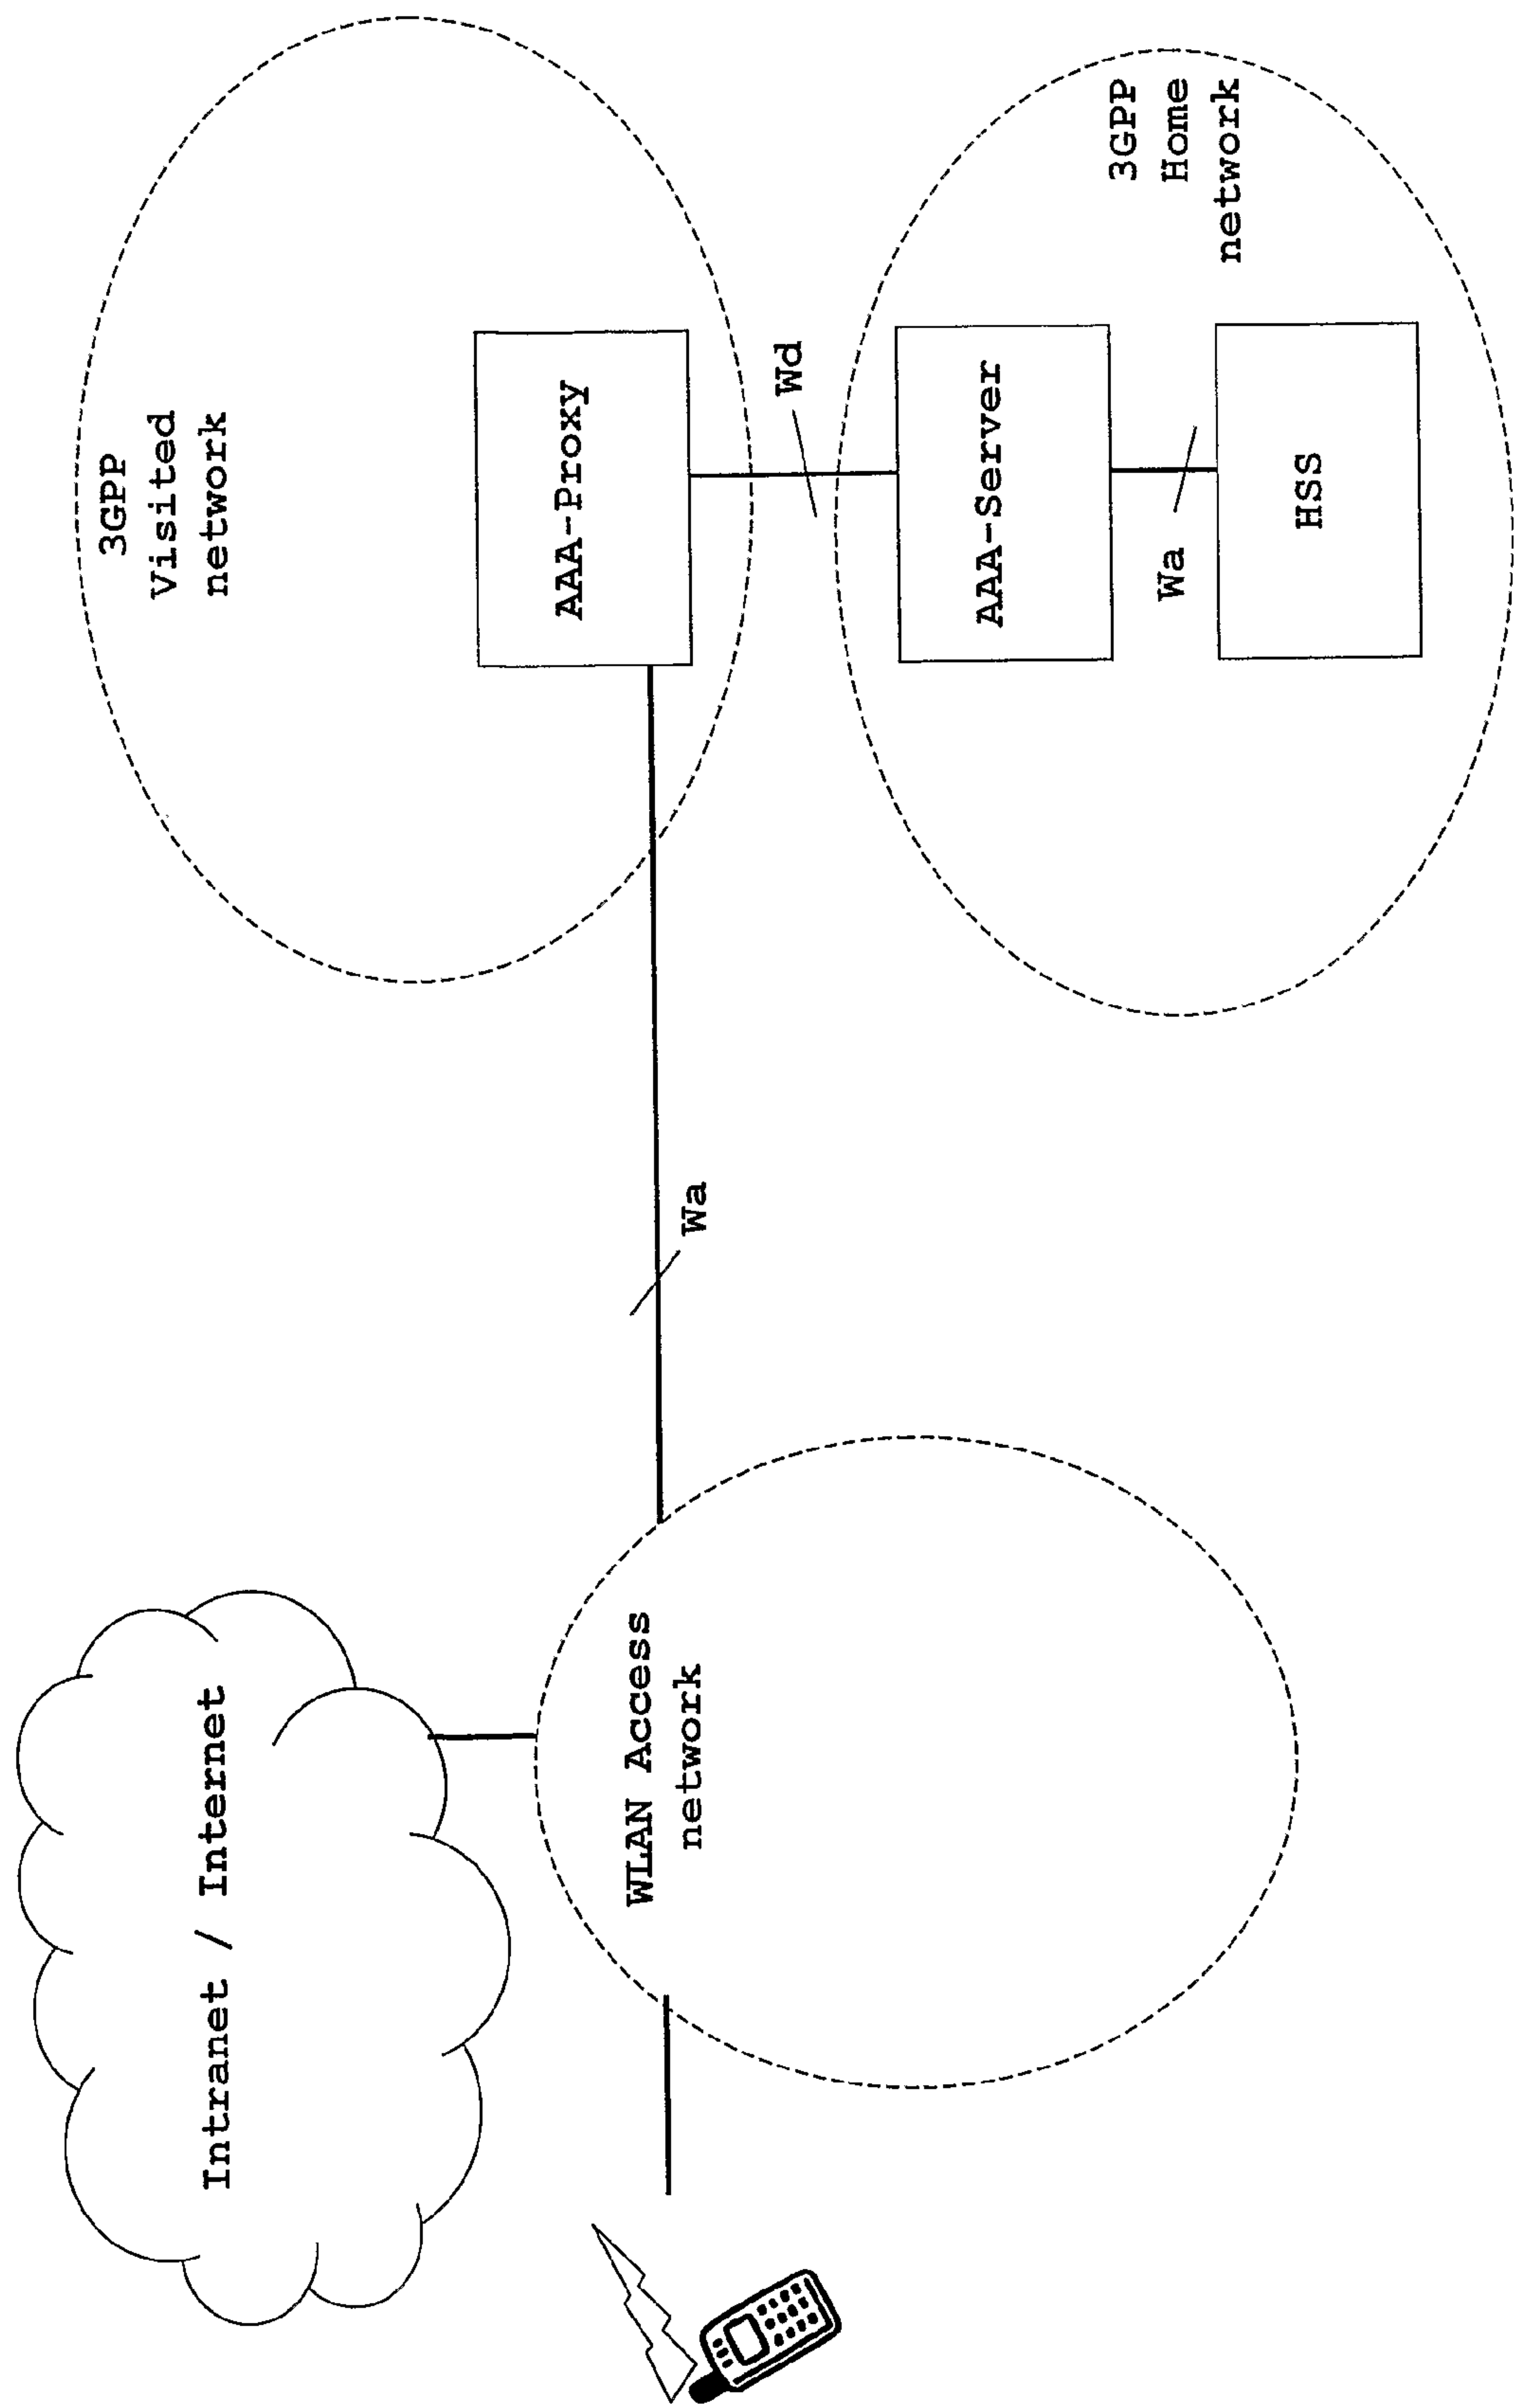 Intranet / Internet
3GPP
Visited
network
AAA-Proxy
WLAN Access
network
Wa
Wd
AAA-Server
Wa
HSS
3GPP
Home
network